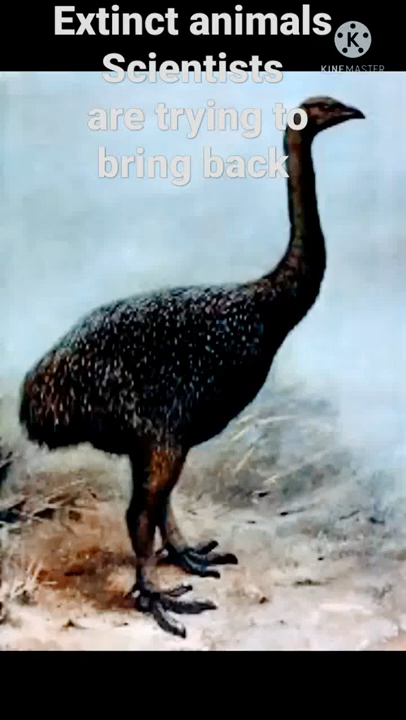 Extinct animals
Scientists
are trying to
bring back
K
KINEMASTER